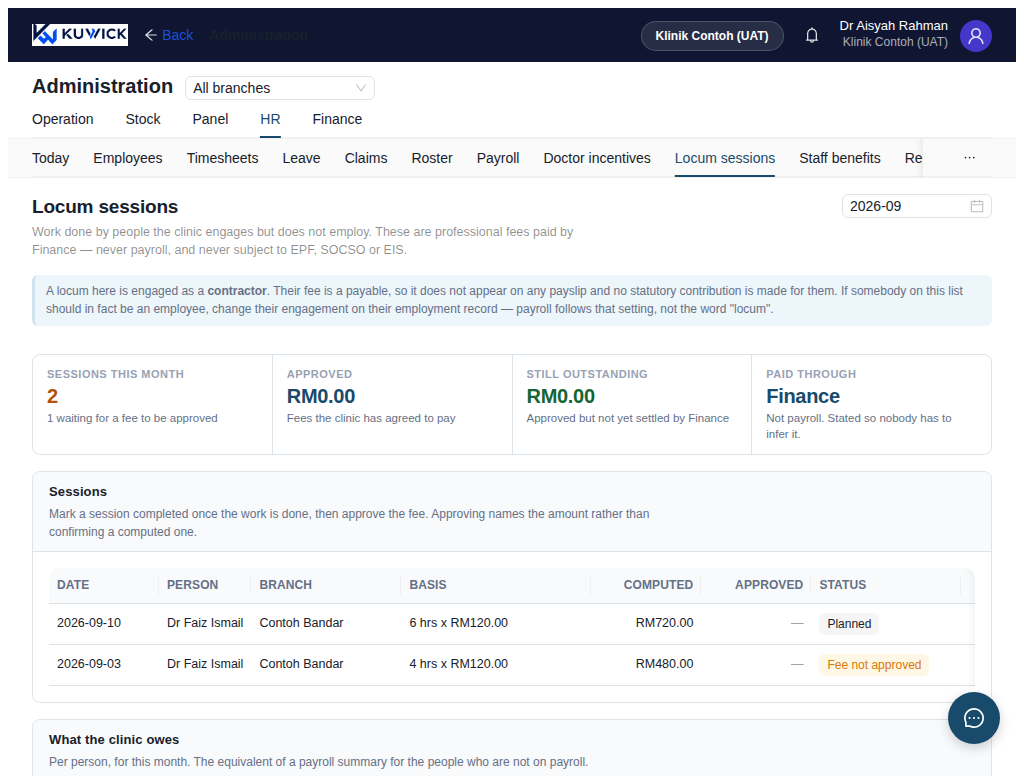 KUWICK
Back
Administration
Klinik Contoh (UAT)
Dr Aisyah Rahman
Klinik Contoh (UAT)
Administration
All branches
Operation
Stock
Panel
HR
Finance
Today
Employees
Timesheets
Leave
Claims
Roster
Payroll
Doctor incentives
Locum sessions
Staff benefits
Re
...
Locum sessions
2026-09
Work done by people the clinic engages but does not employ. These are professional fees paid by
Finance — never payroll, and never subject to EPF, SOCSO or EIS.
A locum here is engaged as a contractor. Their fee is a payable, so it does not appear on any payslip and no statutory contribution is made for them. If somebody on this list
should in fact be an employee, change their engagement on their employment record — payroll follows that setting, not the word "locum".
SESSIONS THIS MONTH
2
1 waiting for a fee to be approved
APPROVED
RM0.00
Fees the clinic has agreed to pay
STILL OUTSTANDING
RM0.00
Approved but not yet settled by Finance
PAID THROUGH
Finance
Not payroll. Stated so nobody has to
infer it.
Sessions
Mark a session completed once the work is done, then approve the fee. Approving names the amount rather than
confirming a computed one.
DATE PERSON BRANCH BASIS COMPUTED APPROVED STATUS
2026-09-10 Dr Faiz Ismail Contoh Bandar 6 hrs x RM120.00 RM720.00 — Planned
2026-09-03 Dr Faiz Ismail Contoh Bandar 4 hrs x RM120.00 RM480.00 — Fee not approved
What the clinic owes
Per person, for this month. The equivalent of a payroll summary for the people who are not on payroll.